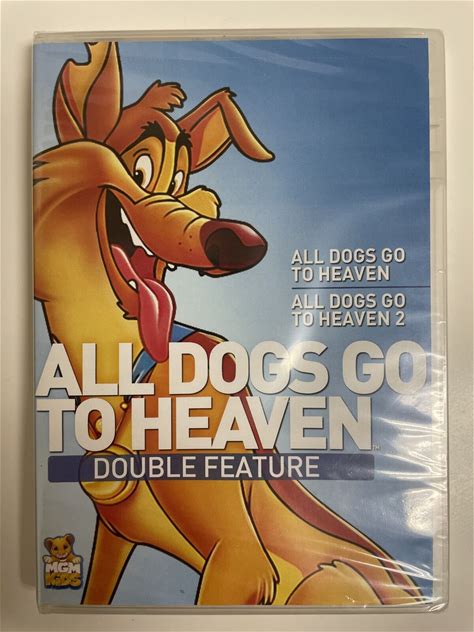 ALL DOGS GO
TO HEAVEN
ALL DOGS GO
TO HEAVEN 2
ALL DOGS GO
TO HEAVEN™
DOUBLE FEATURE
MGM
KIDS